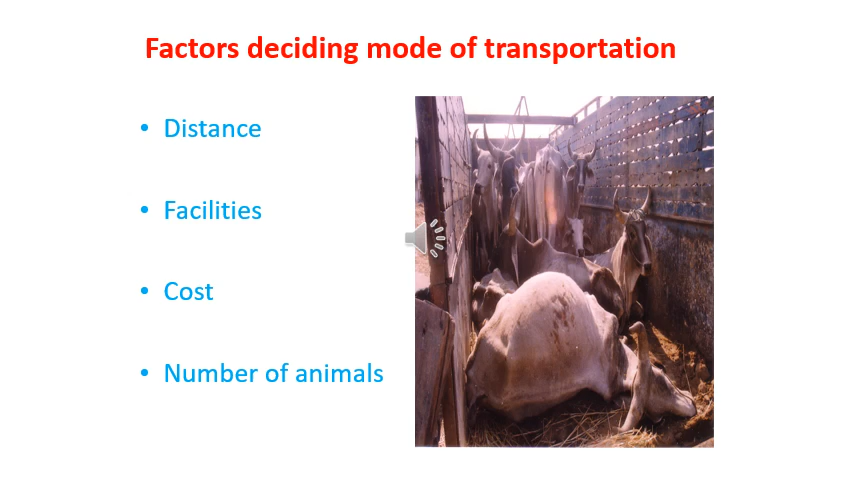 Factors deciding mode of transportation
• Distance
• Facilities
• Cost
• Number of animals